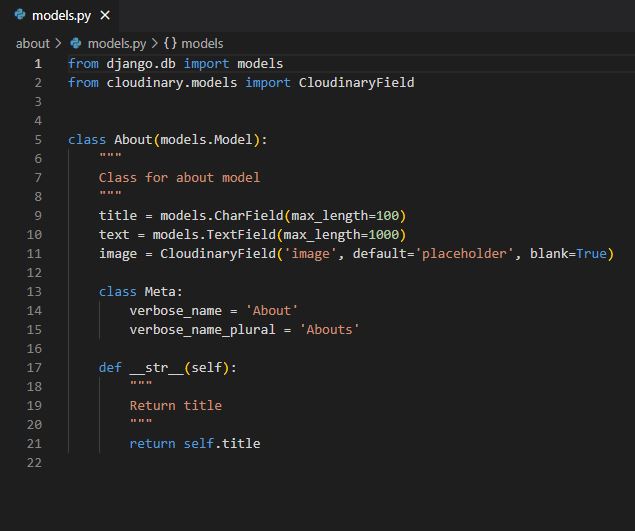 models.py ×
about > models.py > {} models
1 from django.db import models
2 from cloudinary.models import CloudinaryField
3
4
5 class About(models.Model):
6     """
7     Class for about model
8     """
9     title = models.CharField(max_length=100)
10     text = models.TextField(max_length=1000)
11     image = CloudinaryField('image', default='placeholder', blank=True)
12
13     class Meta:
14         verbose_name = 'About'
15         verbose_name_plural = 'Abouts'
16
17     def __str__(self):
18         """
19         Return title
20         """
21         return self.title
22